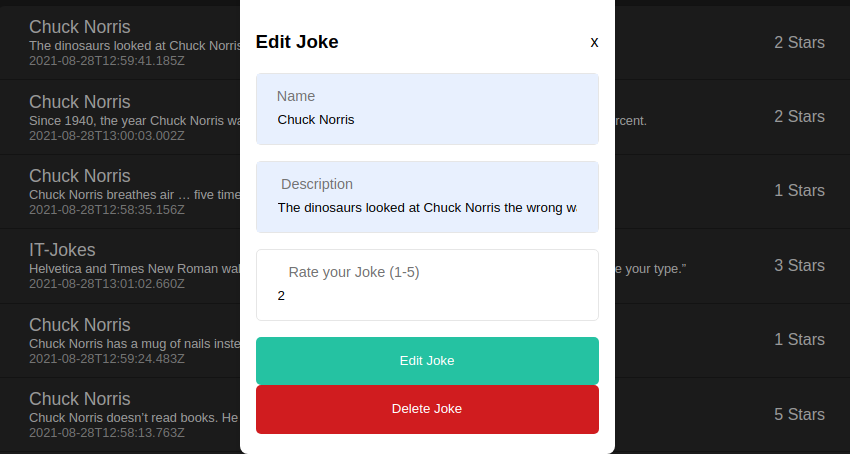 Chuck Norris
The dinosaurs looked at Chuck Norris
2021-08-28T12:59:41.185Z
2 Stars
Chuck Norris
Since 1940, the year Chuck Norris
rcent.
2021-08-28T13:00:03.002Z
2 Stars
Chuck Norris
Chuck Norris breathes air ... five
2021-08-28T12:58:35.156Z
1 Stars
IT-Jokes
Helvetica and Times New Roman
e your type.”
2021-08-28T13:01:02.660Z
3 Stars
Chuck Norris
Chuck Norris has a mug of nails
2021-08-28T12:59:24.483Z
1 Stars
Chuck Norris
Chuck Norris doesn’t read books. He
2021-08-28T12:58:13.763Z
5 Stars
Edit Joke
x
Name
Chuck Norris
Description
The dinosaurs looked at Chuck Norris the wrong
Rate your Joke (1-5)
2
Edit Joke
Delete Joke